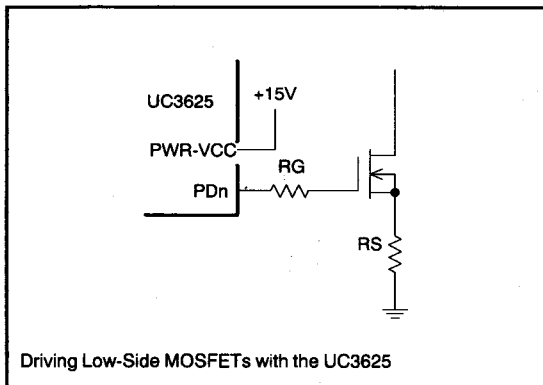 UC3625
+15V
PWR-VCC
RG
PDn
RS
Driving Low-Side MOSFETs with the UC3625